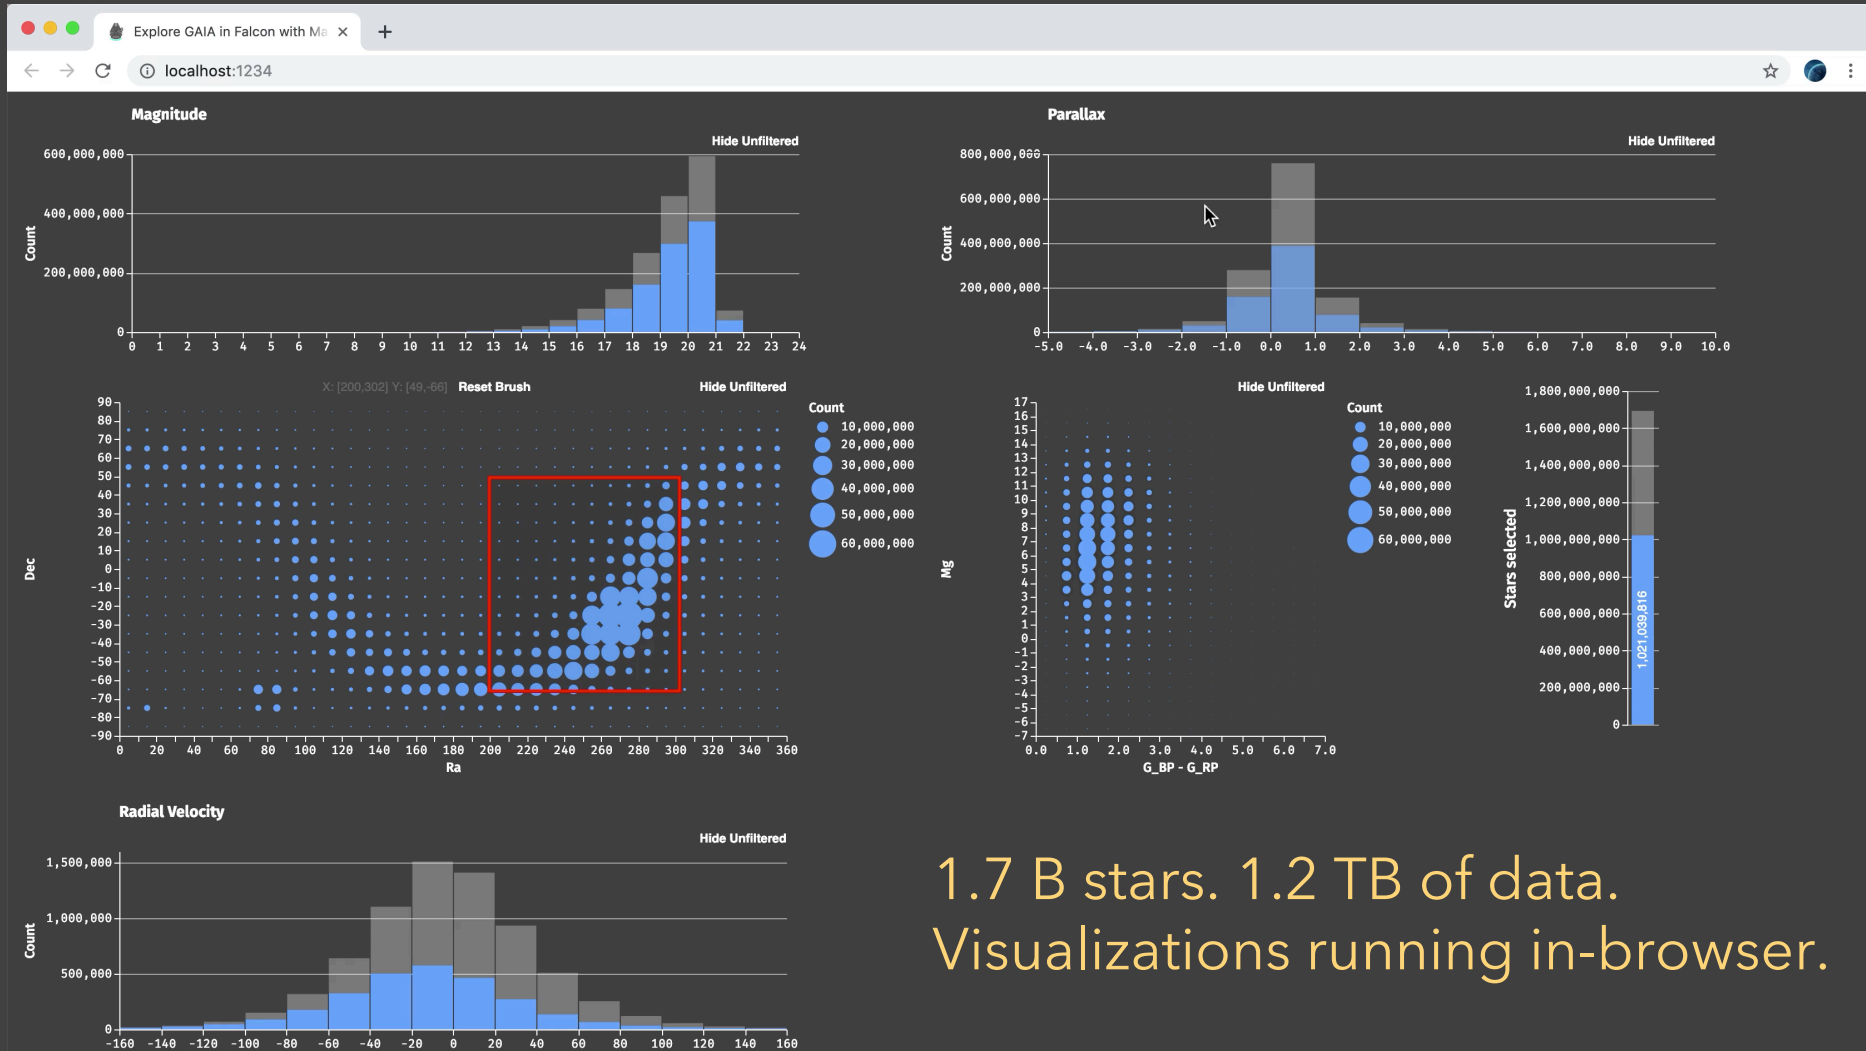 Explore GAIA in Falcon with Ma
localhost:1234
Magnitude
Hide Unfiltered
600,000,000
400,000,000
200,000,000
0
Count
0 1 2 3 4 5 6 7 8 9 10 11 12 13 14 15 16 17 18 19 20 21 22 23 24
Parallax
Hide Unfiltered
800,000,000
600,000,000
400,000,000
200,000,000
0
Count
-5.0 -4.0 -3.0 -2.0 -1.0 0.0 1.0 2.0 3.0 4.0 5.0 6.0 7.0 8.0 9.0 10.0
X: [200,302] Y: [49,-66] Reset Brush Hide Unfiltered
90
80
70
60
50
40
30
20
10
0
-10
-20
-30
-40
-50
-60
-70
-80
-90
Dec
0 20 40 60 80 100 120 140 160 180 200 220 240 260 280 300 320 340 360
Ra
Count
10,000,000
20,000,000
30,000,000
40,000,000
50,000,000
60,000,000
Hide Unfiltered
17
16
15
14
13
12
11
10
9
8
7
6
5
4
3
2
1
0
-1
-2
-3
-4
-5
-6
-7
Mg
0.0 1.0 2.0 3.0 4.0 5.0 6.0 7.0
G_BP - G_RP
Count
10,000,000
20,000,000
30,000,000
40,000,000
50,000,000
60,000,000
1,800,000,000
1,600,000,000
1,400,000,000
1,200,000,000
1,000,000,000
800,000,000
600,000,000
400,000,000
200,000,000
0
Stars selected
1,021,039,816
Radial Velocity
Hide Unfiltered
1,500,000
1,000,000
500,000
0
Count
-160 -140 -120 -100 -80 -60 -40 -20 0 20 40 60 80 100 120 140 160
1.7 B stars. 1.2 TB of data.
Visualizations running in-browser.